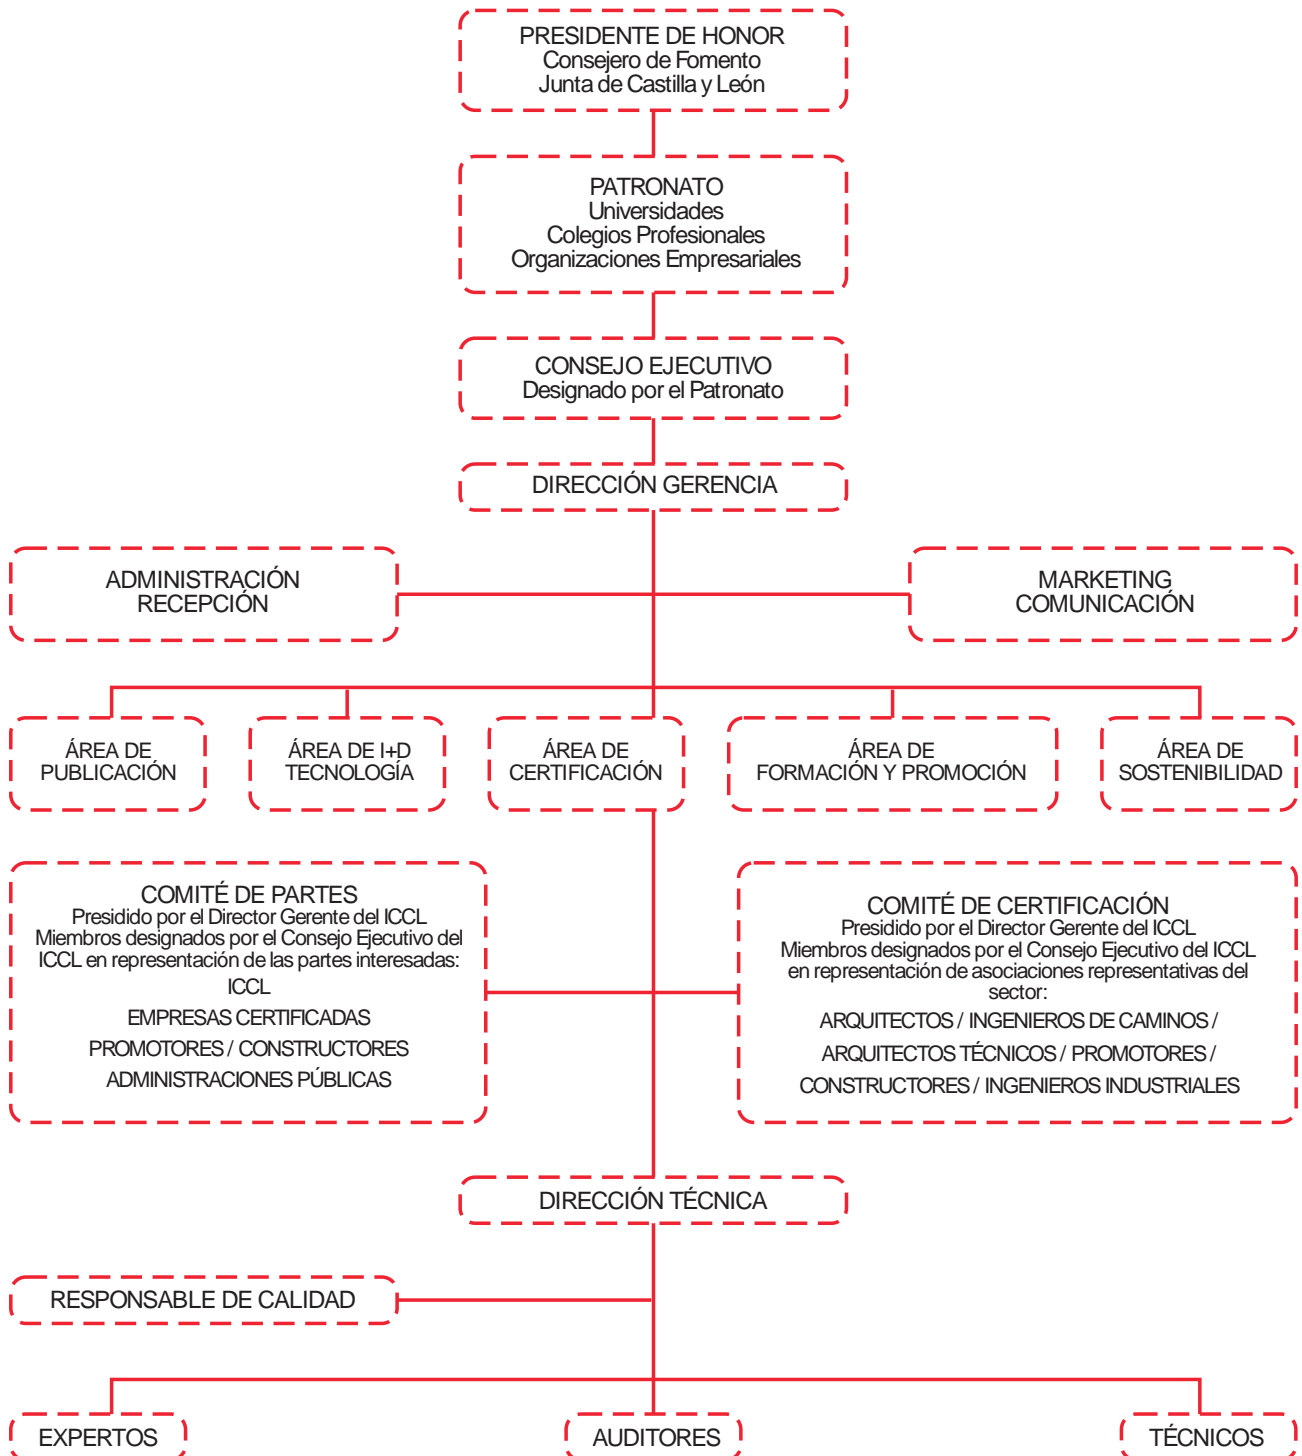 PRESIDENTE DE HONOR
Consejero de Fomento
Junta de Castilla y León
PATRONATO
Universidades
Colegios Profesionales
Organizaciones Empresariales
CONSEJO EJECUTIVO
Designado por el Patronato
DIRECCIÓN GERENCIA
ADMINISTRACIÓN
RECEPCIÓN
MARKETING
COMUNICACIÓN
ÁREA DE
PUBLICACIÓN
ÁREA DE I+D
TECNOLOGÍA
ÁREA DE
CERTIFICACIÓN
ÁREA DE
FORMACIÓN Y PROMOCIÓN
ÁREA DE
SOSTENIBILIDAD
COMITÉ DE PARTES
Presidido por el Director Gerente del ICCL
Miembros designados por el Consejo Ejecutivo del
ICCL en representación de las partes interesadas:
ICCL
EMPRESAS CERTIFICADAS
PROMOTORES / CONSTRUCTORES
ADMINISTRACIONES PÚBLICAS
COMITÉ DE CERTIFICACIÓN
Presidido por el Director Gerente del ICCL
Miembros designados por el Consejo Ejecutivo del ICCL
en representación de asociaciones representativas del
sector:
ARQUITECTOS / INGENIEROS DE CAMINOS /
ARQUITECTOS TÉCNICOS / PROMOTORES /
CONSTRUCTORES / INGENIEROS INDUSTRIALES
DIRECCIÓN TÉCNICA
RESPONSABLE DE CALIDAD
EXPERTOS
AUDITORES
TÉCNICOS